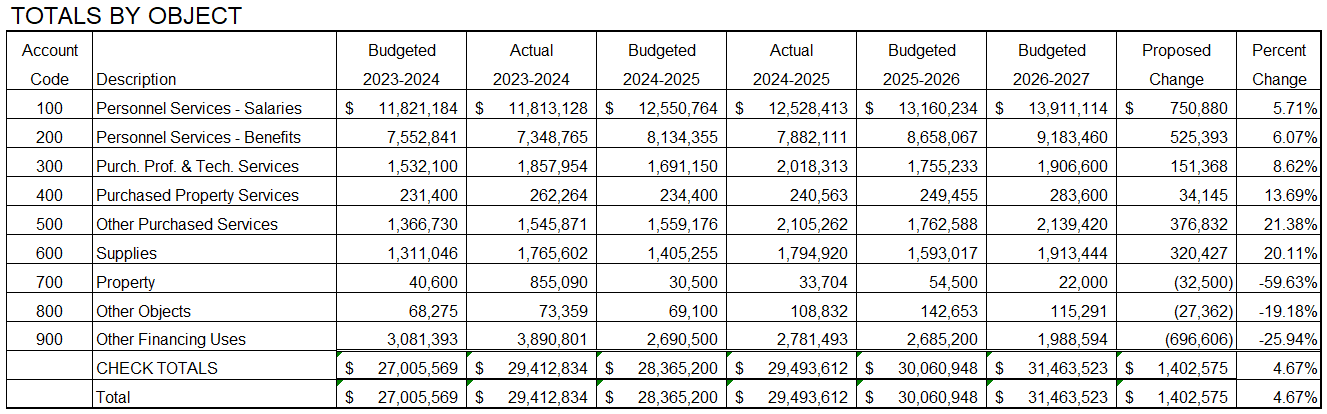 TOTALS BY OBJECT
Account Budgeted Actual Budgeted Actual Budgeted Budgeted Proposed Percent
Code Description 2023-2024 2023-2024 2024-2025 2024-2025 2025-2026 2026-2027 Change Change
100 Personnel Services - Salaries $ 11,821,184 $ 11,813,128 $ 12,550,764 $ 12,528,413 $ 13,160,234 $ 13,911,114 $ 750,880 5.71%
200 Personnel Services - Benefits 7,552,841 7,348,765 8,134,355 7,882,111 8,658,067 9,183,460 525,393 6.07%
300 Purch. Prof. & Tech. Services 1,532,100 1,857,954 1,691,150 2,018,313 1,755,233 1,906,600 151,368 8.62%
400 Purchased Property Services 231,400 262,264 234,400 240,563 249,455 283,600 34,145 13.69%
500 Other Purchased Services 1,366,730 1,545,871 1,559,176 2,105,262 1,762,588 2,139,420 376,832 21.38%
600 Supplies 1,311,046 1,765,602 1,405,255 1,794,920 1,593,017 1,913,444 320,427 20.11%
700 Property 40,600 855,090 30,500 33,704 54,500 22,000 (32,500) -59.63%
800 Other Objects 68,275 73,359 69,100 108,832 142,653 115,291 (27,362) -19.18%
900 Other Financing Uses 3,081,393 3,890,801 2,690,500 2,781,493 2,685,200 1,988,594 (696,606) -25.94%
CHECK TOTALS $ 27,005,569 $ 29,412,834 $ 28,365,200 $ 29,493,612 $ 30,060,948 $ 31,463,523 $ 1,402,575 4.67%
Total $ 27,005,569 $ 29,412,834 $ 28,365,200 $ 29,493,612 $ 30,060,948 $ 31,463,523 $ 1,402,575 4.67%